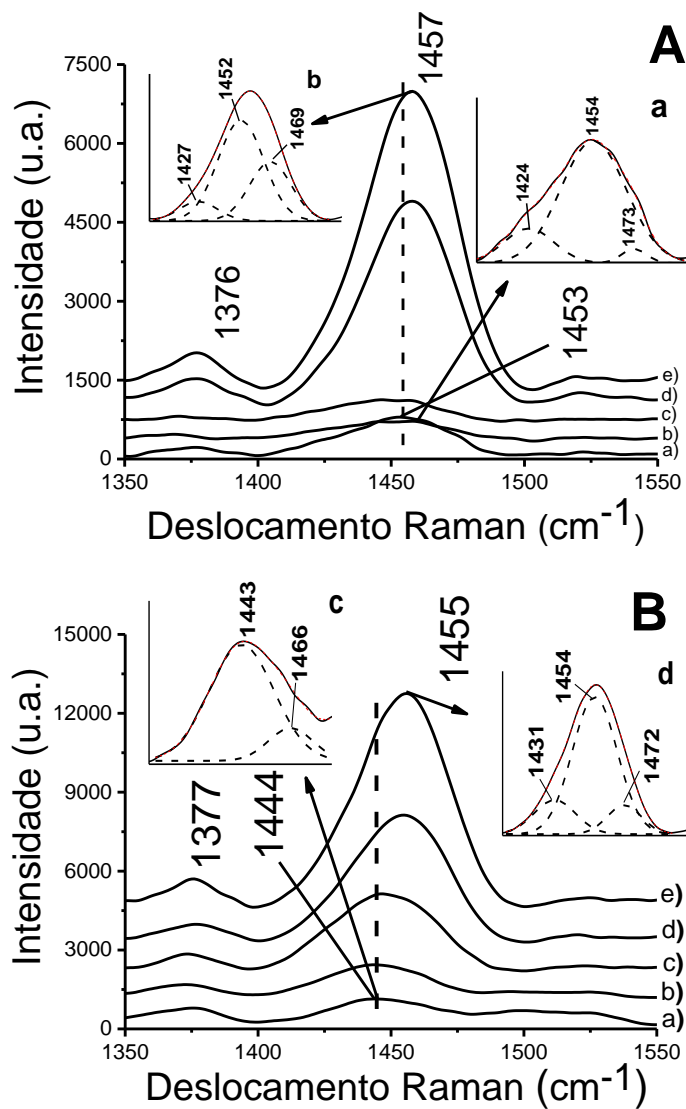 A
1457
b
1452
1469
1427
a
1454
1424
1473
1376
1453
e)
d)
c)
b)
a)
7500
6000
4500
3000
1500
0
1350 1400 1450 1500 1550
Intensidade (u.a.)
Deslocamento Raman (cm-1)
B
1455
c
1443
1466
d
1454
1431
1472
1377
1444
e)
d)
c)
b)
a)
15000
12000
9000
6000
3000
0
1350 1400 1450 1500 1550
Intensidade (u.a.)
Deslocamento Raman (cm-1)